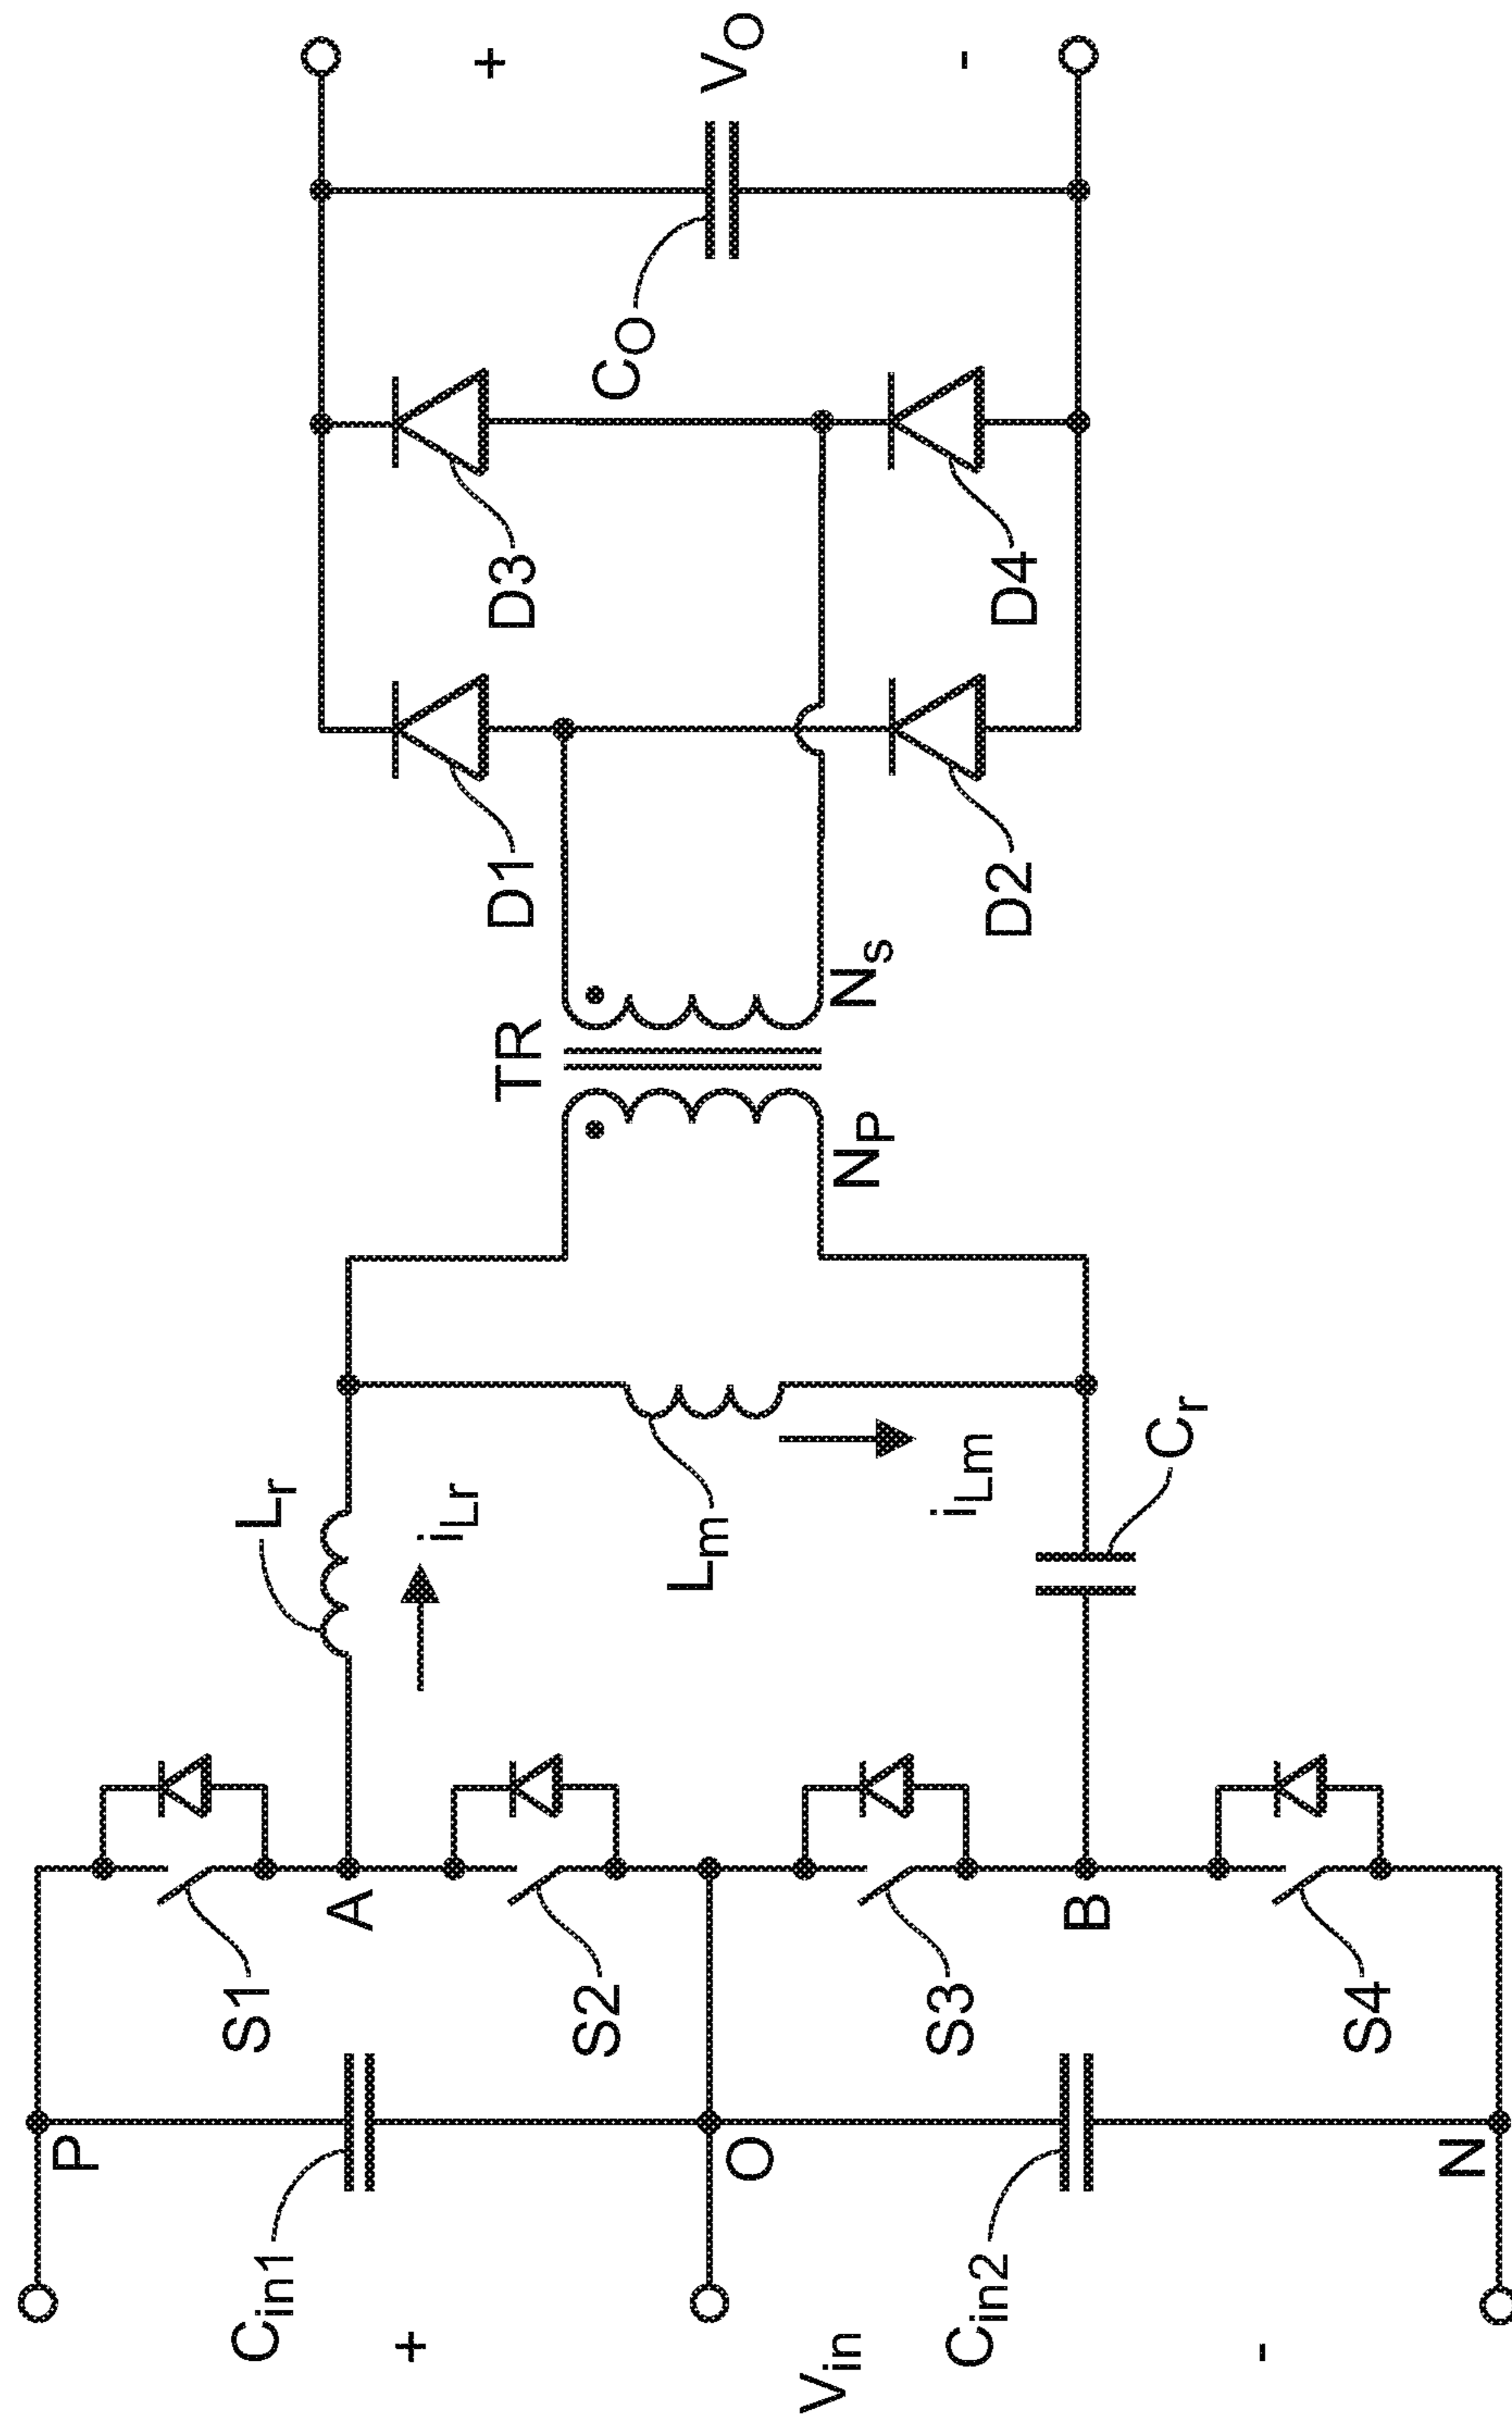 P
S1
C_in1
+
A
S2
O
V_in
S3
C_in2
B
-
S4
N
L_r
i_Lr
L_m
i_Lm
C_r
TR
N_P
N_s
D1
D3
D2
D4
C_O
+
V_O
-